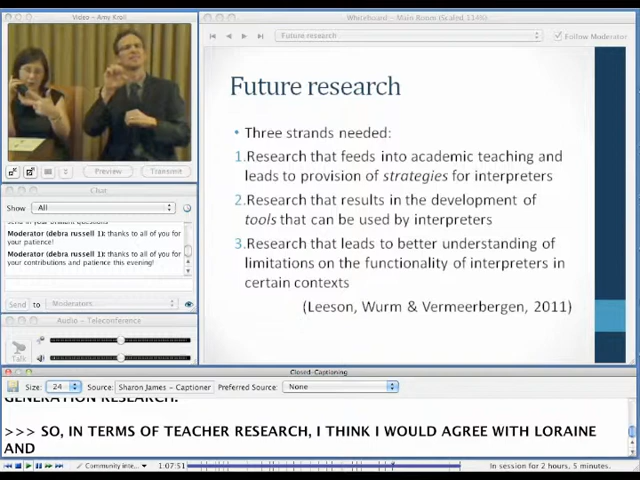 Video - Amy Kroll
Whiteboard - Main Room (Scaled 114%)
Future research
Follow Moderator
Preview
Transmit
Chat
Show
All
Moderator (debra russell 1): thanks to all of you for
your patience!
Moderator (debra russell 1): thanks to all of you for
your contributions and patience this evening!
Send
to
Moderators
Audio - Teleconference
Talk
Future research
• Three strands needed:
1.Research that feeds into academic teaching and
leads to provision of strategies for interpreters
2.Research that results in the development of
tools that can be used by interpreters
3.Research that leads to better understanding of
limitations on the functionality of interpreters in
certain contexts
(Leeson, Wurm & Vermeerbergen, 2011)
Closed-Captioning
Size: 24
Source: Sharon James - Captioner
Preferred Source: None
GENERATION RESEARCH.
>>> SO, IN TERMS OF TEACHER RESEARCH, I THINK I WOULD AGREE WITH LORAINE
AND
Community inte...
1:07:51
In session for 2 hours, 5 minutes.